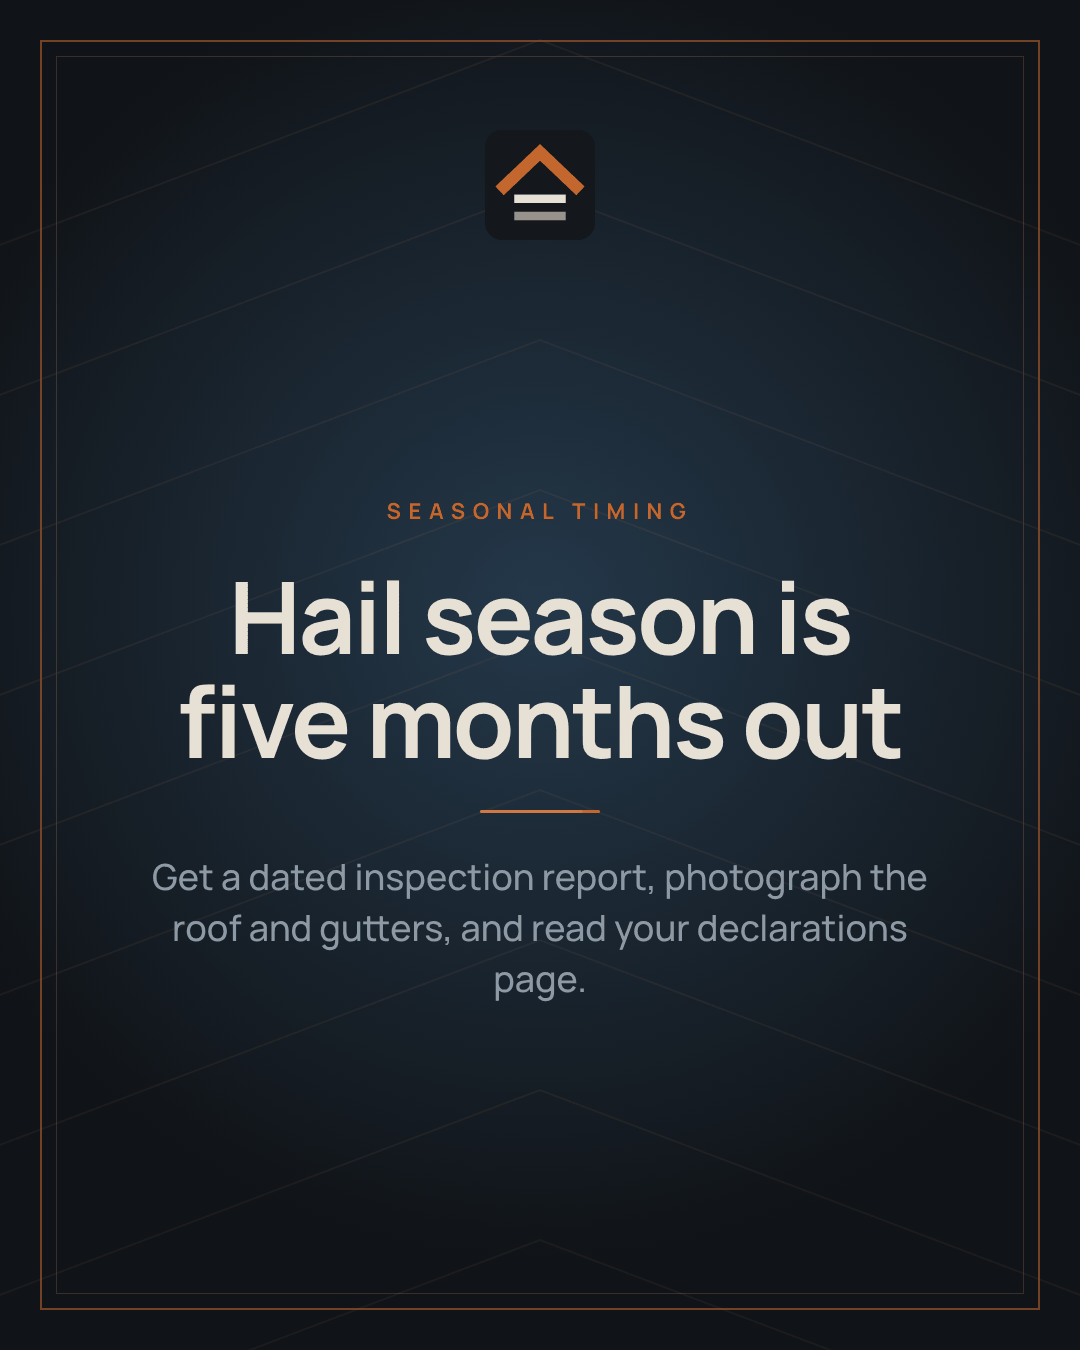 SEASONAL TIMING
Hail season is
five months out
Get a dated inspection report, photograph the
roof and gutters, and read your declarations
page.